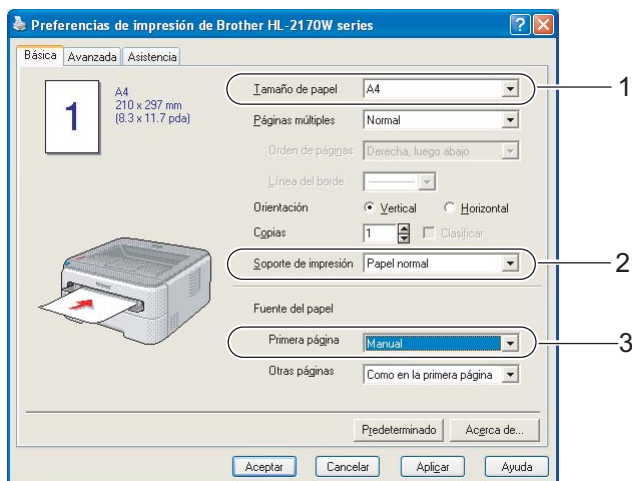 Preferencias de impresión de Brother HL-2170W series
Básica Avanzada Asistencia
1
A4
210 x 297 mm
(8.3 x 11.7 pda)
Tamaño de papel A4 1
Páginas múltiples Normal
Orden de páginas Derecha, luego abajo
Línea del borde
Orientación Vertical Horizontal
Copias 1 Clasificar
Soporte de impresión Papel normal 2
Fuente del papel
Primera página Manual 3
Otras páginas Como en la primera página
Predeterminado Acerca de...
Aceptar Cancelar Aplicar Ayuda